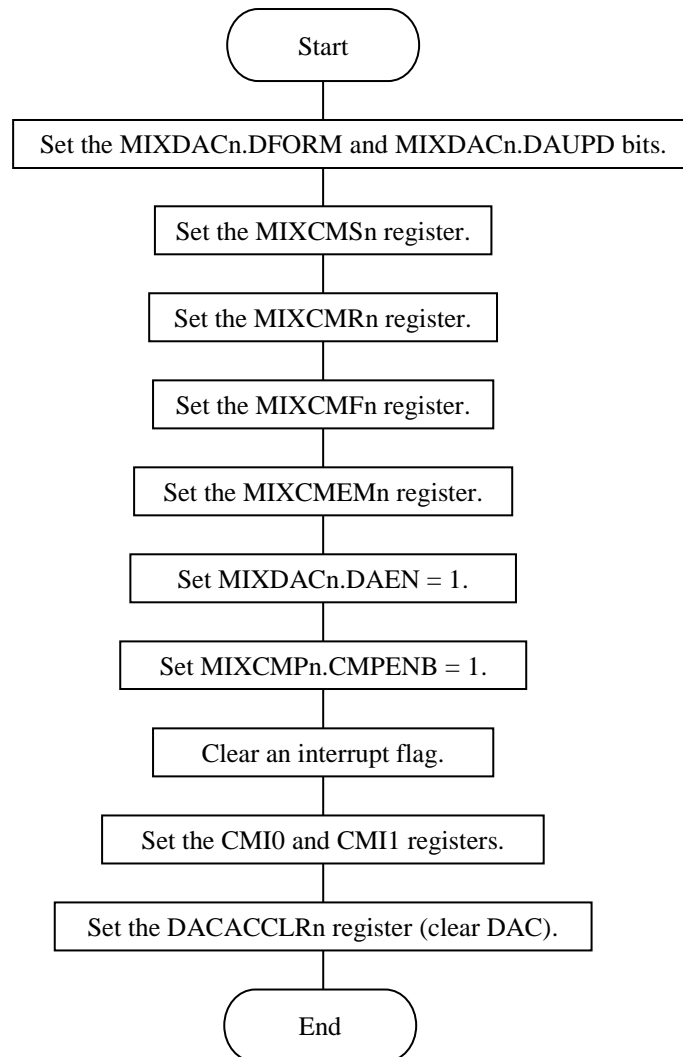 Start
Set the MIXDACn.DFORM and MIXDACn.DAUPD bits.
Set the MIXCMSn register.
Set the MIXCMRn register.
Set the MIXCMFn register.
Set the MIXCMEMn register.
Set MIXDACn.DAEN = 1.
Set MIXCMPn.CMPENB = 1.
Clear an interrupt flag.
Set the CMI0 and CMI1 registers.
Set the DACACCLRn register (clear DAC).
End